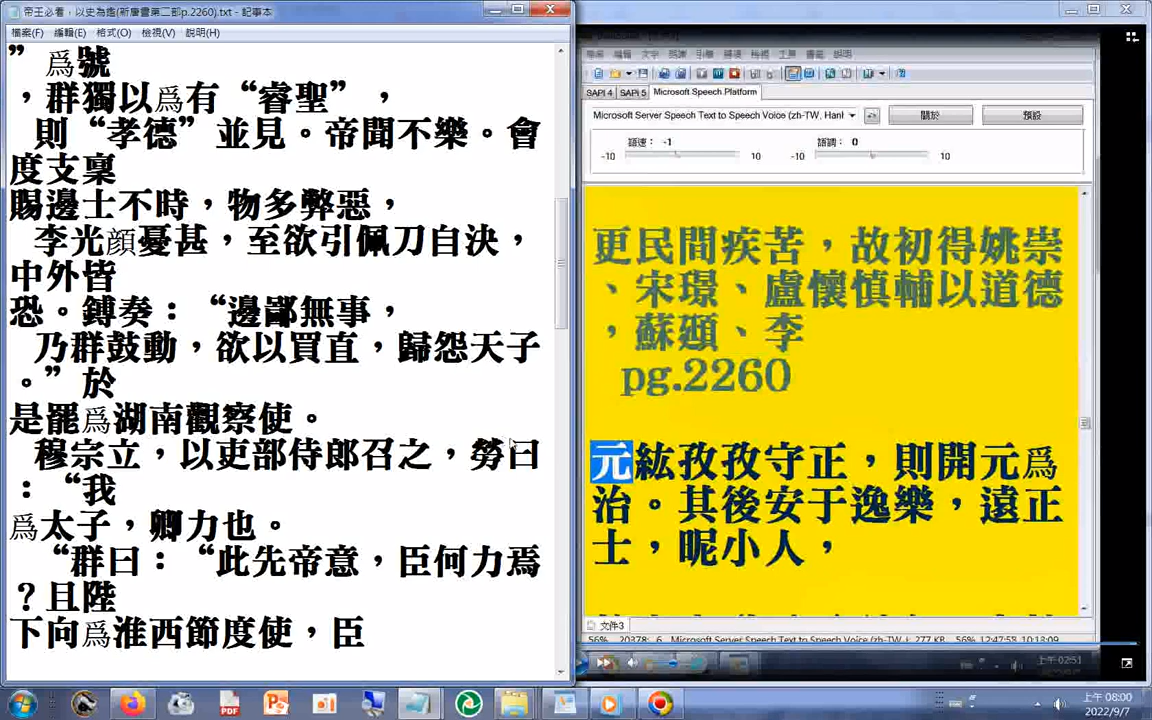 帝王必看，以史為鑑(新唐書第二部p.2260).txt - 記事本
檔案(F) 編輯(E) 格式(O) 檢視(V) 說明(H)
”爲號
，群獨以爲有“睿聖”，
則“孝德”並見。帝聞不樂。會
度支稟
賜邊士不時，物多弊惡，
李光顔憂甚，至欲引佩刀自決，
中外皆
恐。鎛奏：“邊鄙無事，
乃群鼓動，欲以買直，歸怨天子
。”於
是罷爲湖南觀察使。
穆宗立，以吏部侍郎召之，勞曰
：“我
爲太子，卿力也。
“群曰：“此先帝意，臣何力焉
？且陛
下向爲淮西節度使，臣
SAPI 4 SAPI 5 Microsoft Speech Platform
Microsoft Server Speech Text to Speech Voice (zh-TW, Hanl
關於 預設
語速： -1 語調： 0
-10 10 -10 10
更民間疾苦，故初得姚崇
、宋璟、盧懷慎輔以道德
，蘇頲、李
pg.2260
元紘孜孜守正，則開元爲
治。其後安于逸樂，遠正
士，昵小人，
文件3
上午 02:51
上午 08:00
2022/9/7